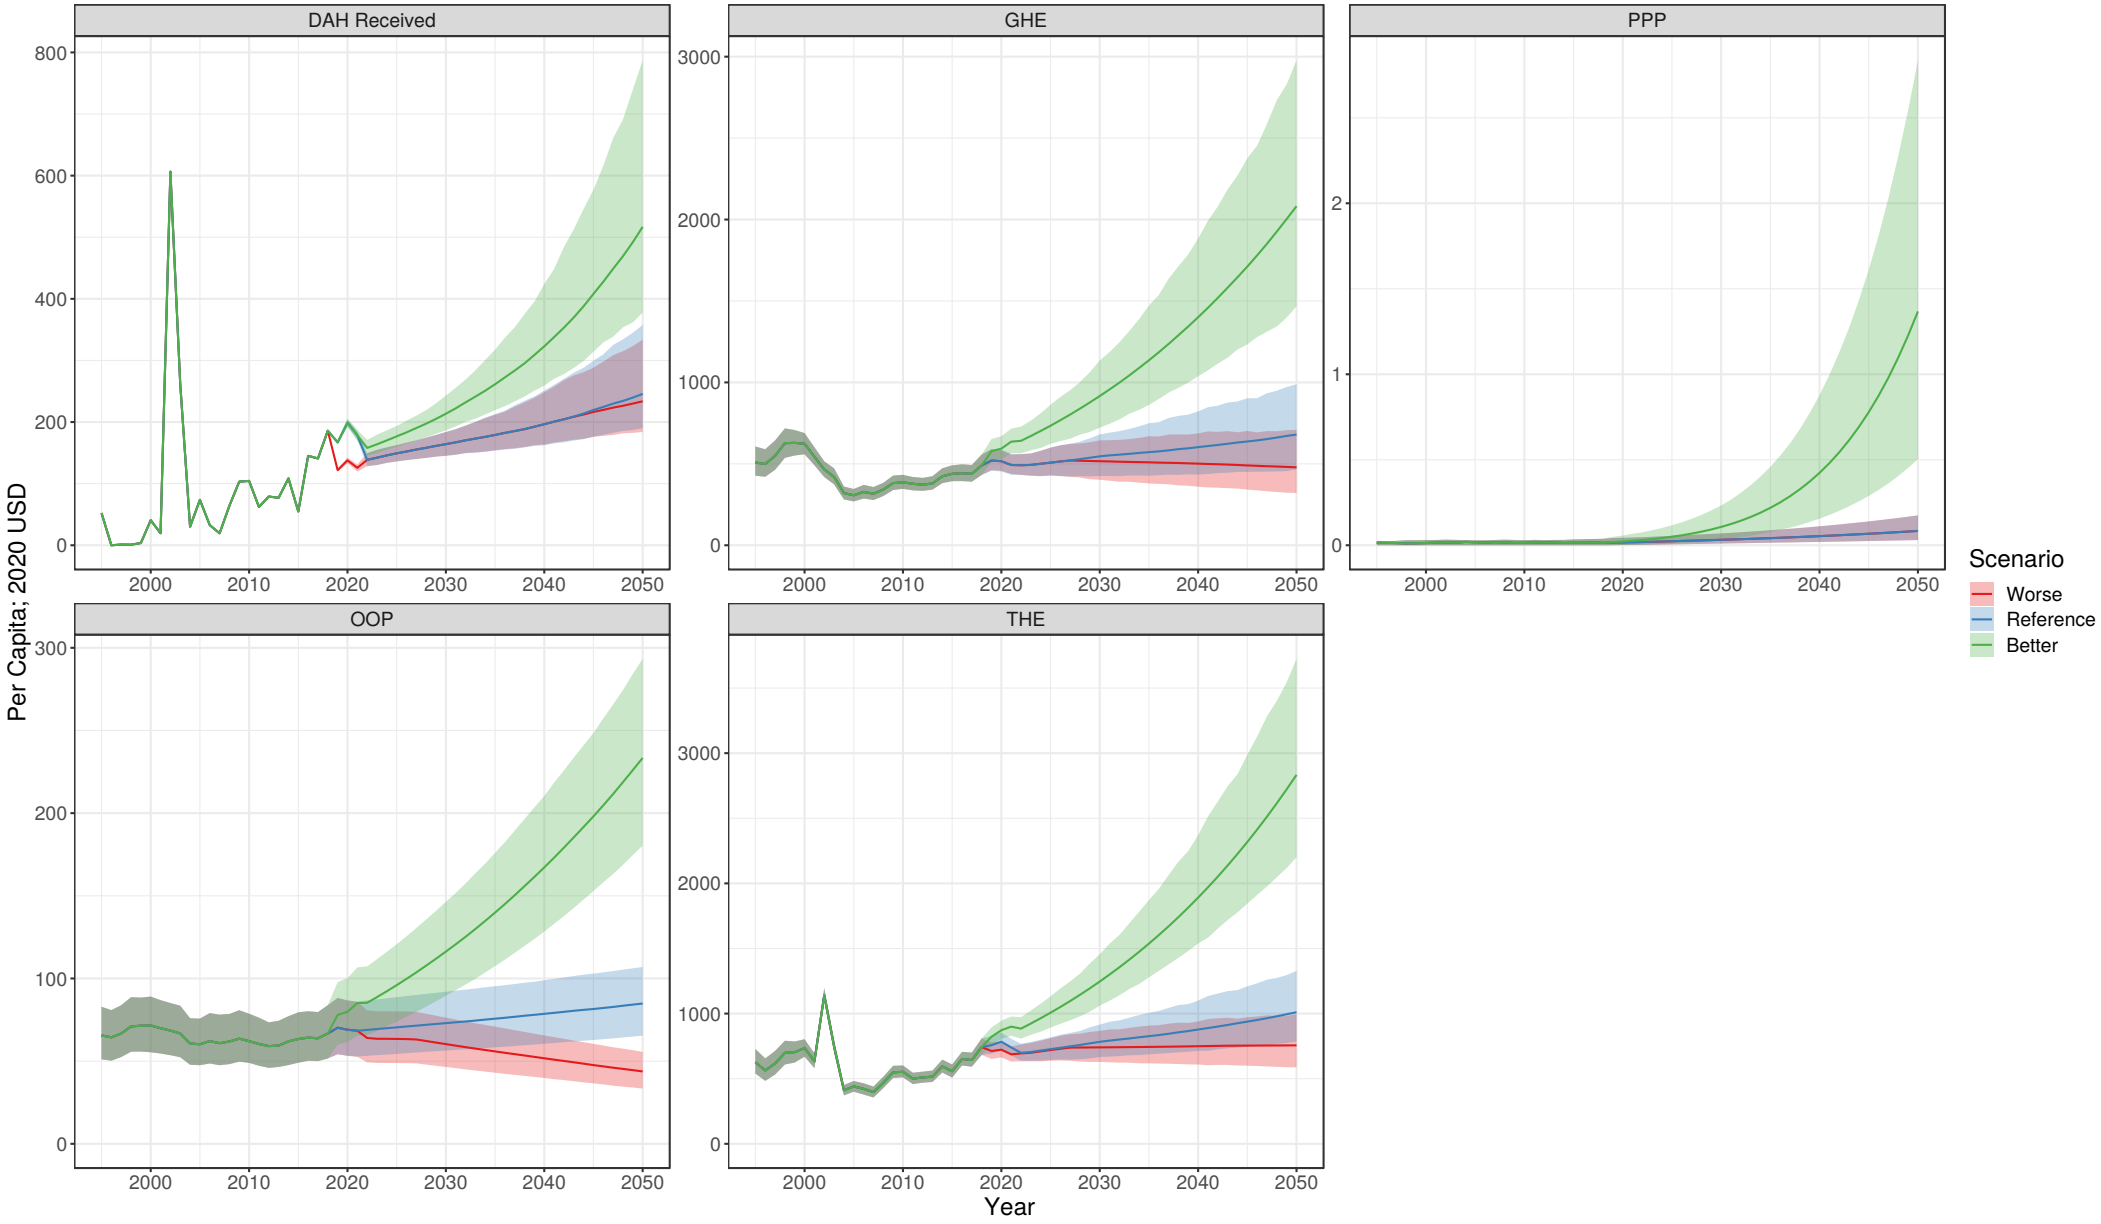 DAH Received
GHE
PPP
800
600
400
200
0
3000
2000
1000
0
2
1
0
2000 2010 2020 2030 2040 2050
2000 2010 2020 2030 2040 2050
2000 2010 2020 2030 2040 2050
OOP
THE
300
200
100
0
3000
2000
1000
0
2000 2010 2020 2030 2040 2050
2000 2010 2020 2030 2040 2050
Per Capita; 2020 USD
Year
Scenario
Worse
Reference
Better